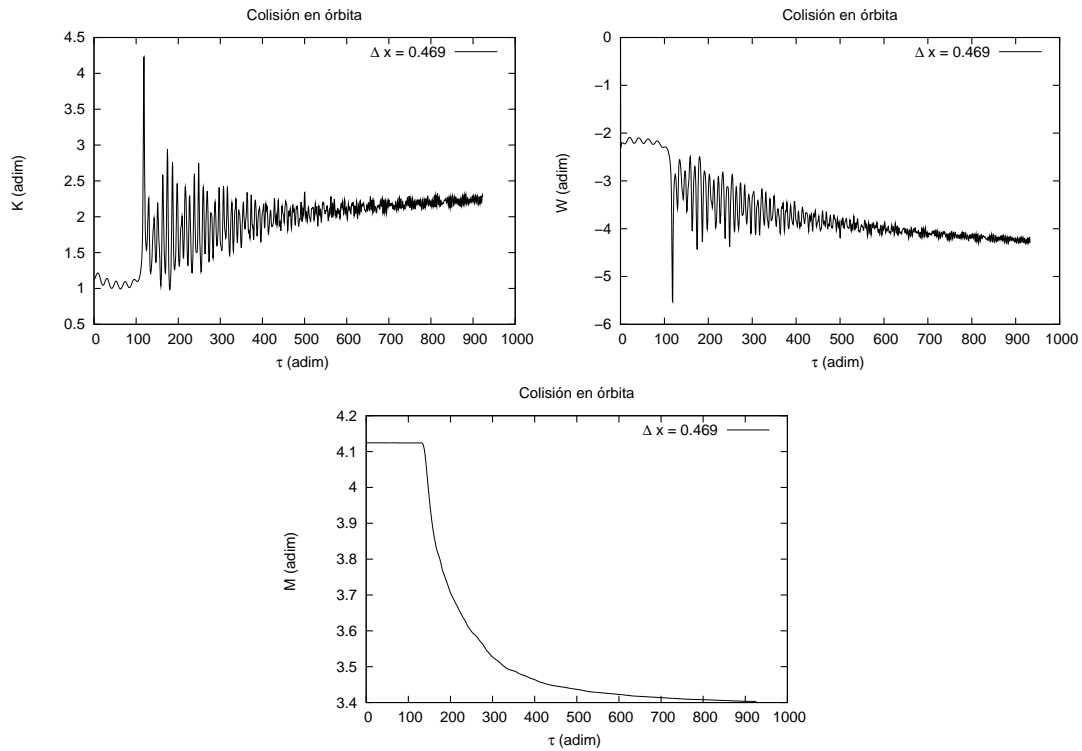 Colisión en órbita
Δ x = 0.469
K (adim)
4.5
4
3.5
3
2.5
2
1.5
1
0.5
0 100 200 300 400 500 600 700 800 900 1000
τ (adim)
Colisión en órbita
Δ x = 0.469
W (adim)
0
−1
−2
−3
−4
−5
−6
0 100 200 300 400 500 600 700 800 900 1000
τ (adim)
Colisión en órbita
Δ x = 0.469
M (adim)
4.2
4.1
4
3.9
3.8
3.7
3.6
3.5
3.4
0 100 200 300 400 500 600 700 800 900 1000
τ (adim)